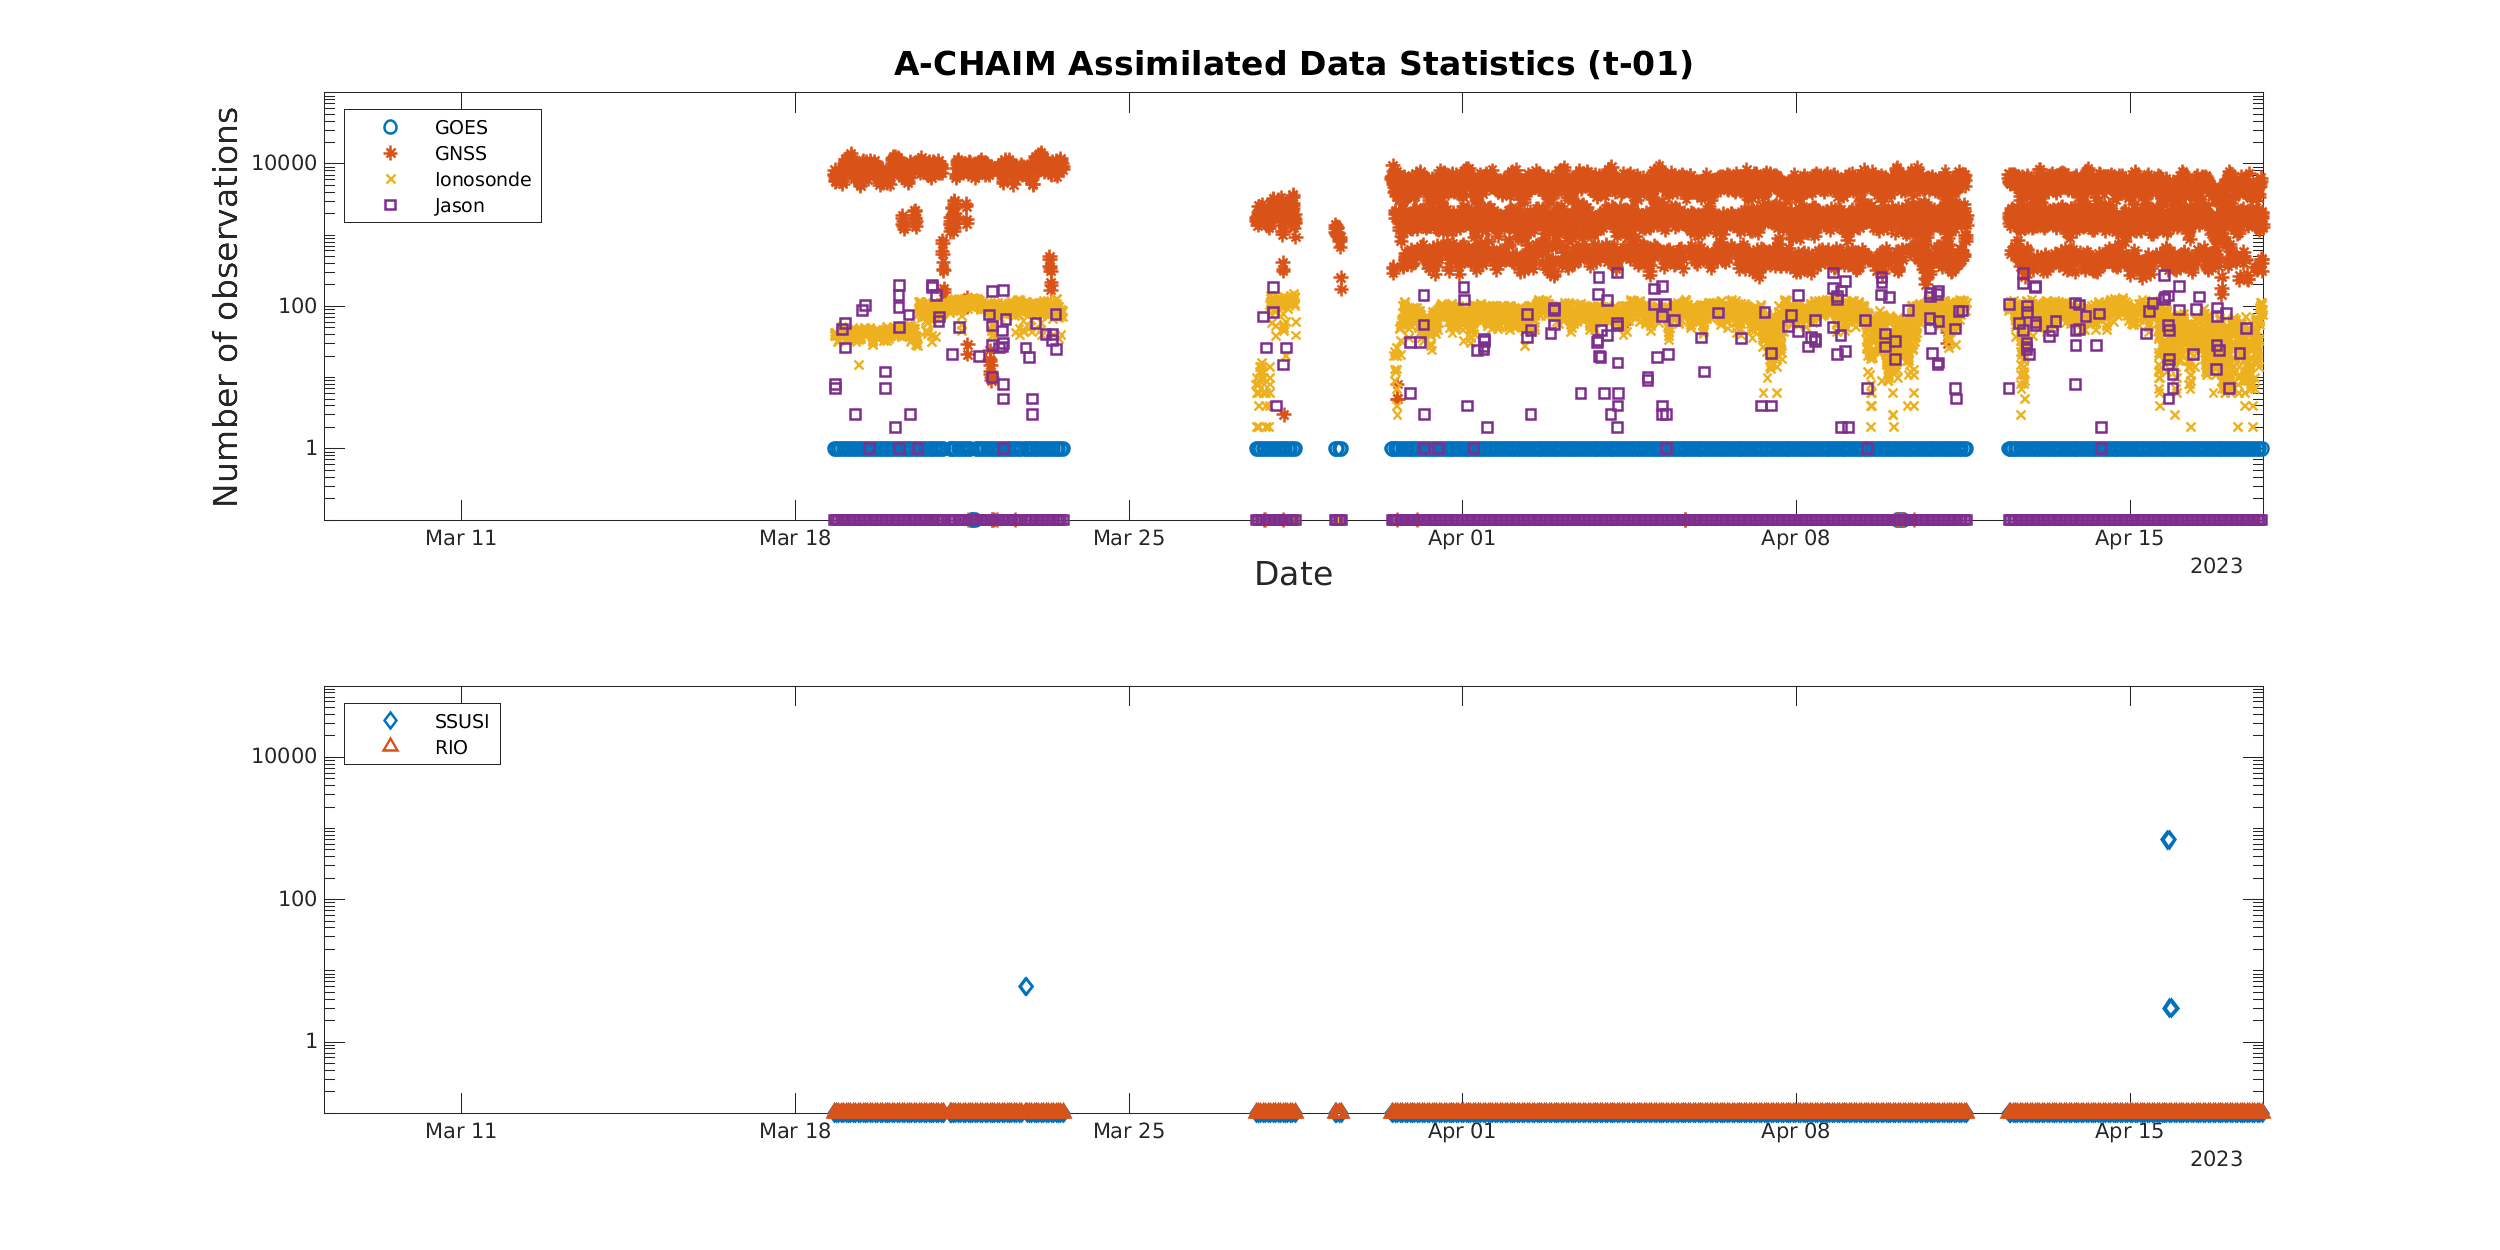 A-CHAIM Assimilated Data Statistics (t-01)
Number of observations
GOES
GNSS
Ionosonde
Jason
10000
100
1
Mar 11
Mar 18
Mar 25
Apr 01
Apr 08
Apr 15
2023
Date
SSUSI
RIO
10000
100
1
Mar 11
Mar 18
Mar 25
Apr 01
Apr 08
Apr 15
2023